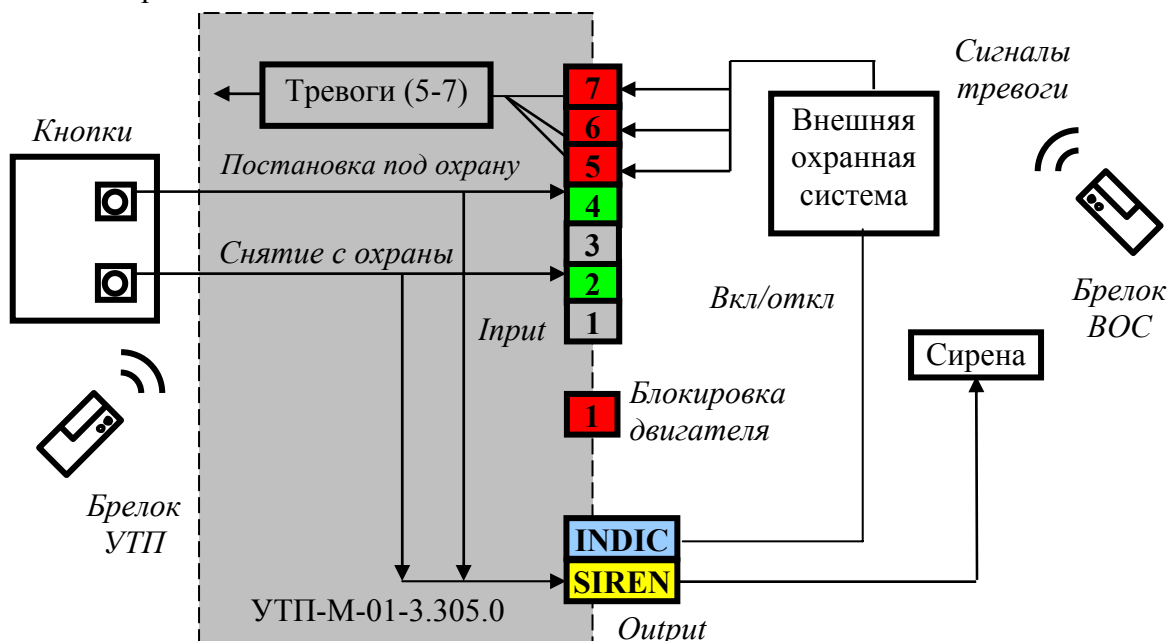 Кнопки
Тревоги (5-7)
Постановка под охрану
Снятие с охраны
Input
7
6
5
4
3
2
1
Сигналы
тревоги
Внешняя
охранная
система
Вкл/откл
Брелок
ВОС
Сирена
1
Блокировка
двигателя
Брелок
УТП
INDIC
SIREN
УТП-М-01-3.305.0
Output